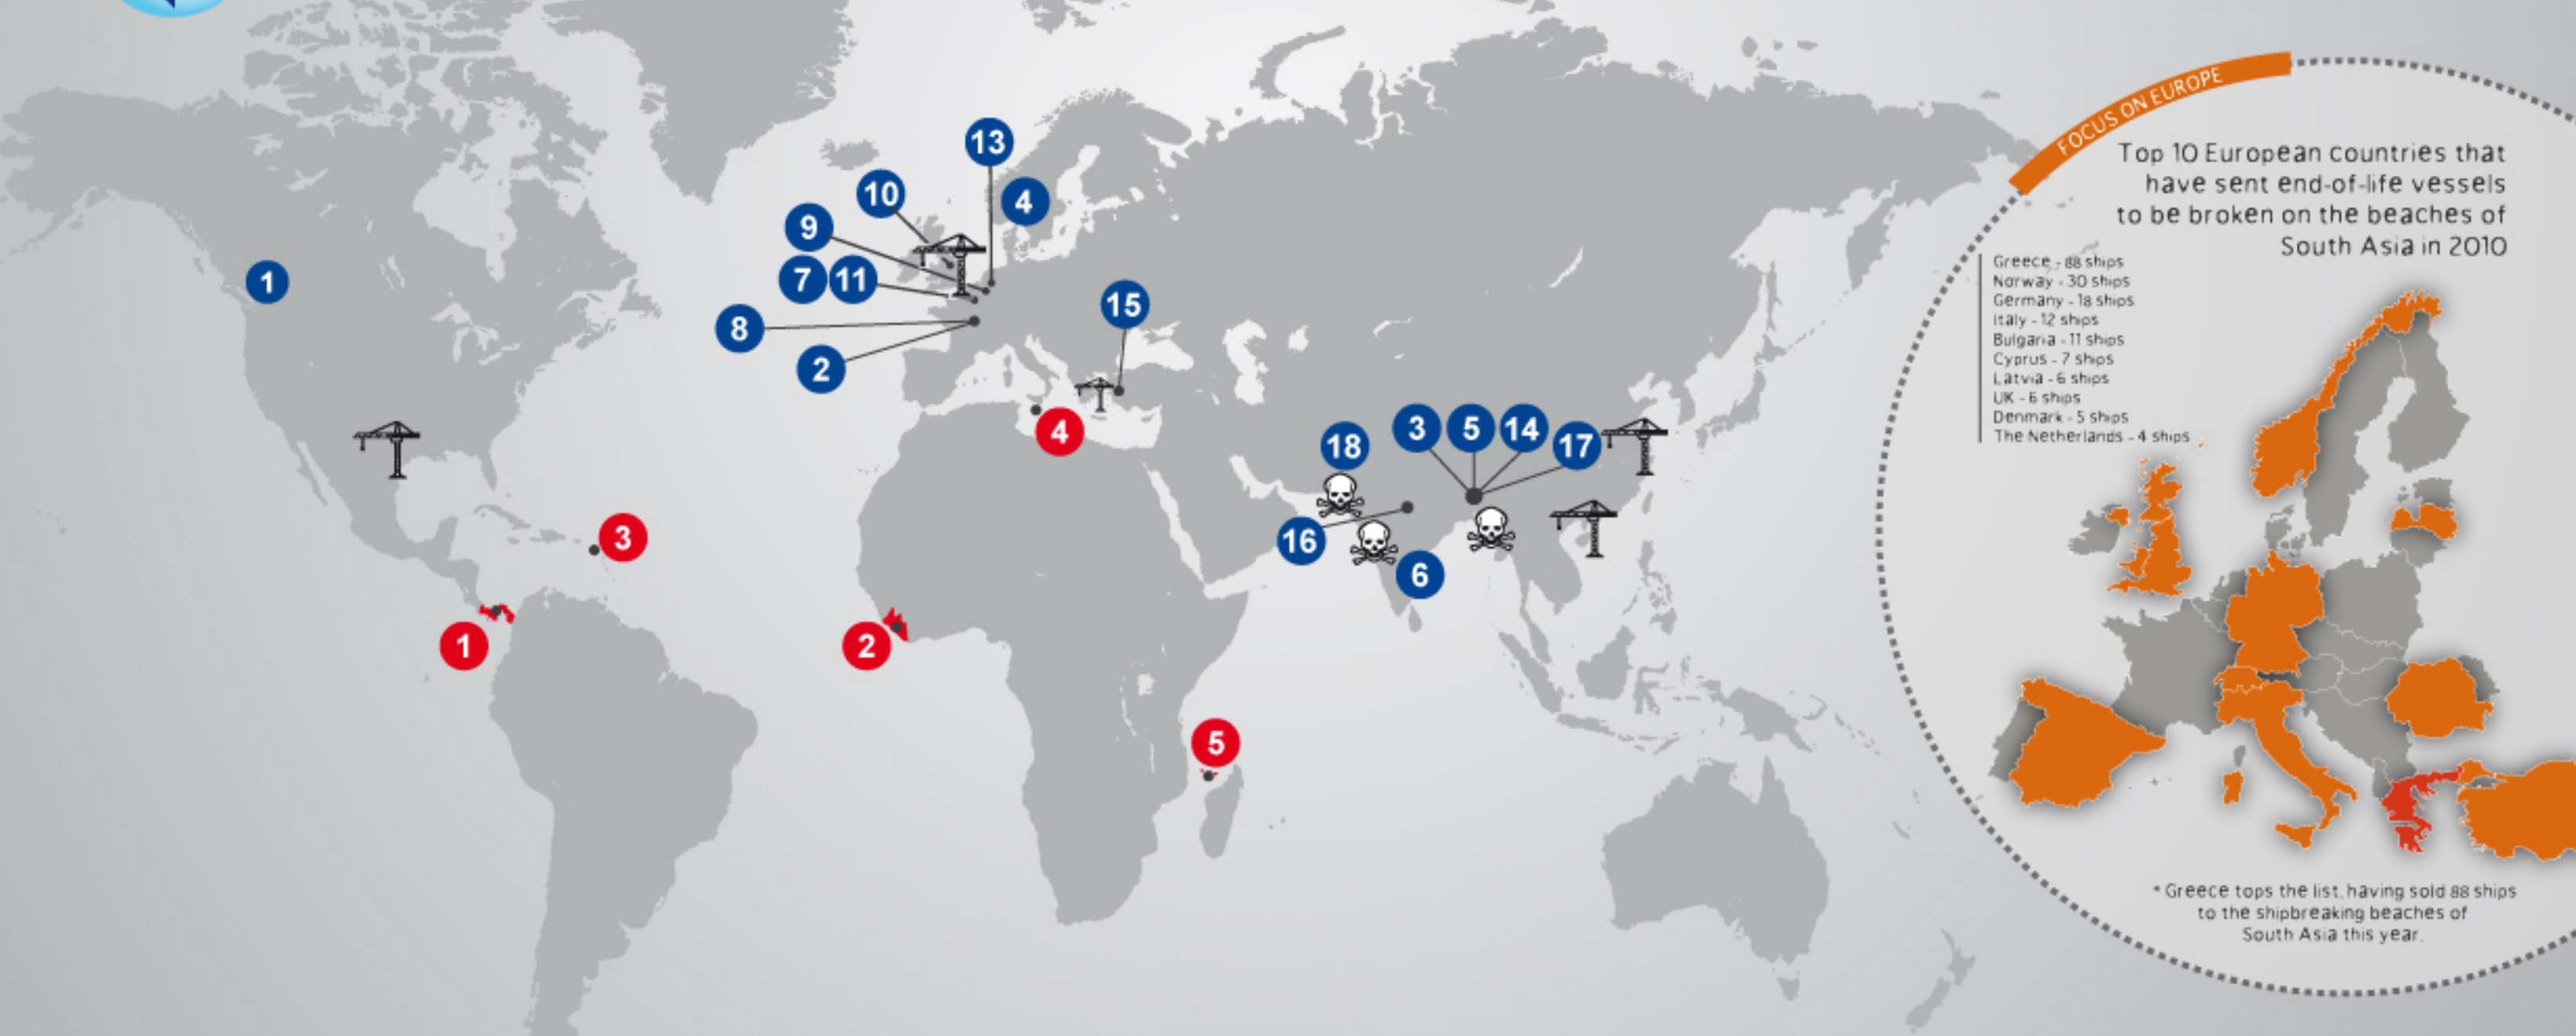 13
10
4
9
7
11
1
15
8
2
3
5
14
17
18
4
16
6
3
1
2
5
FOCUS ON EUROPE
Top 10 European countries that
have sent end-of-life vessels
to be broken on the beaches of
South Asia in 2010
Greece - 88 ships
Norway - 30 ships
Germany - 18 ships
Italy - 12 ships
Bulgaria - 11 ships
Cyprus - 7 ships
Latvia - 6 ships
UK - 6 ships
Denmark - 5 ships
The Netherlands - 4 ships
* Greece tops the list, having sold 88 ships
to the shipbreaking beaches of
South Asia this year.